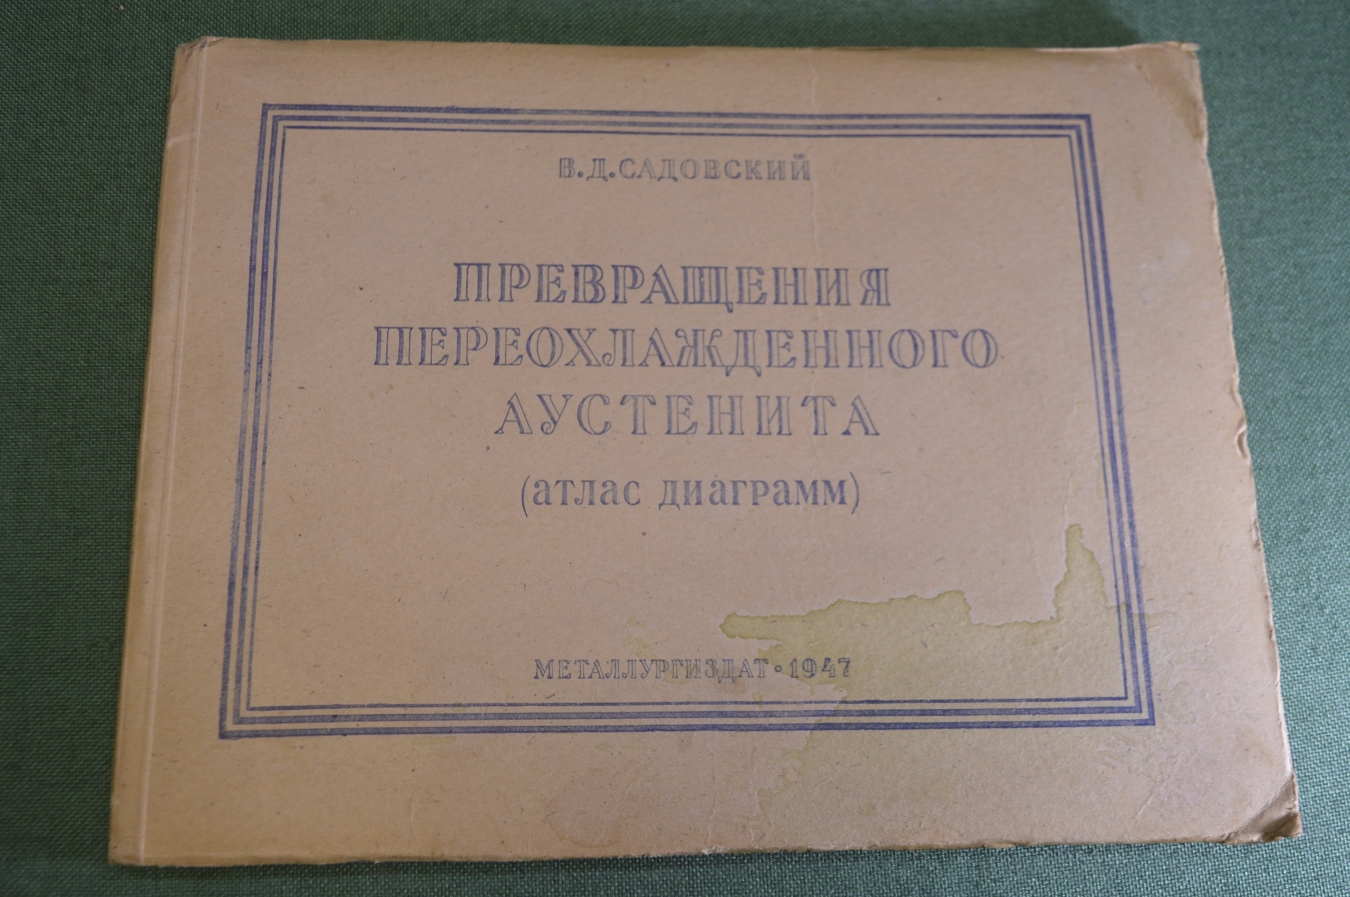 В.Д.САДОВСКИЙ
ПРЕВРАЩЕНИЯ
ПЕРЕОХЛАЖДЕННОГО
АУСТЕНИТА
(атлас диаграмм)
МЕТАЛЛУРГИЗДАТ • 1947